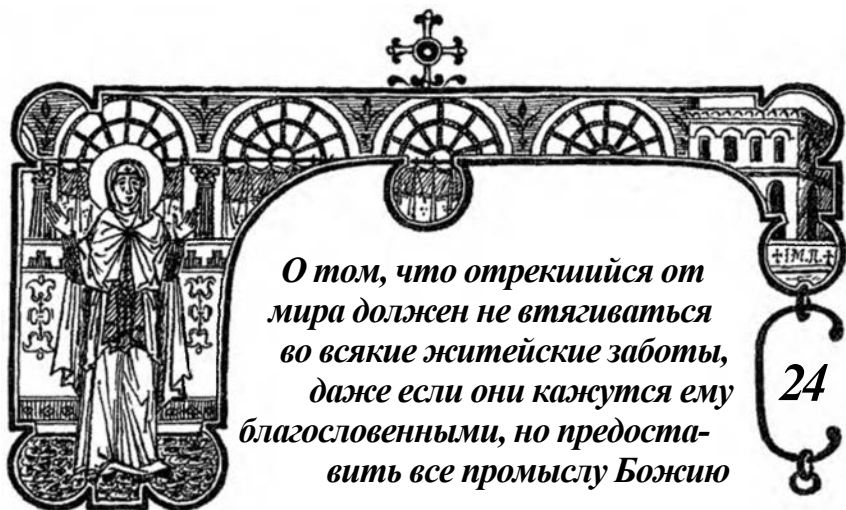 О том, что отрекшийся от
мира должен не втягиваться
во всякие житейские заботы,
даже если они кажутся ему
благословенными, но предоста-
вить все промыслу Божию
24
+І.М.Л.+